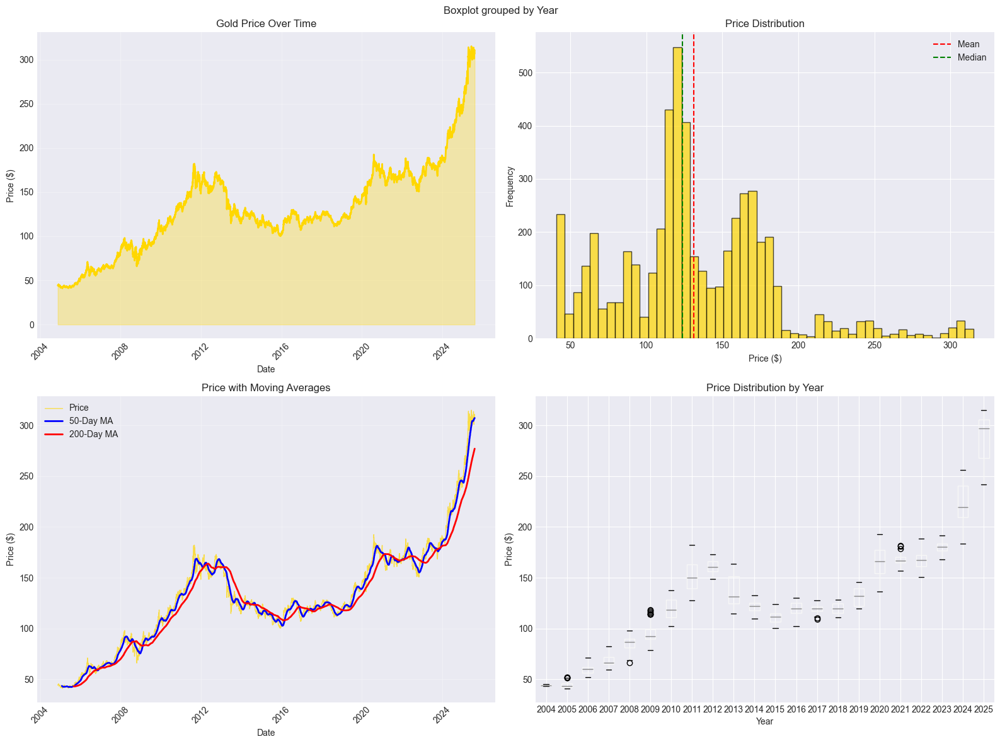 Boxplot grouped by Year
Gold Price Over Time
Price ($)
300
250
200
150
100
50
0
2004 2008 2012 2016 2020 2024
Date
Price Distribution
Mean
Median
Frequency
500
400
300
200
100
0
50 100 150 200 250 300
Price ($)
Price with Moving Averages
Price
50-Day MA
200-Day MA
Price ($)
300
250
200
150
100
50
2004 2008 2012 2016 2020 2024
Date
Price Distribution by Year
Price ($)
300
250
200
150
100
50
2004 2005 2006 2007 2008 2009 2010 2011 2012 2013 2014 2015 2016 2017 2018 2019 2020 2021 2022 2023 2024 2025
Year